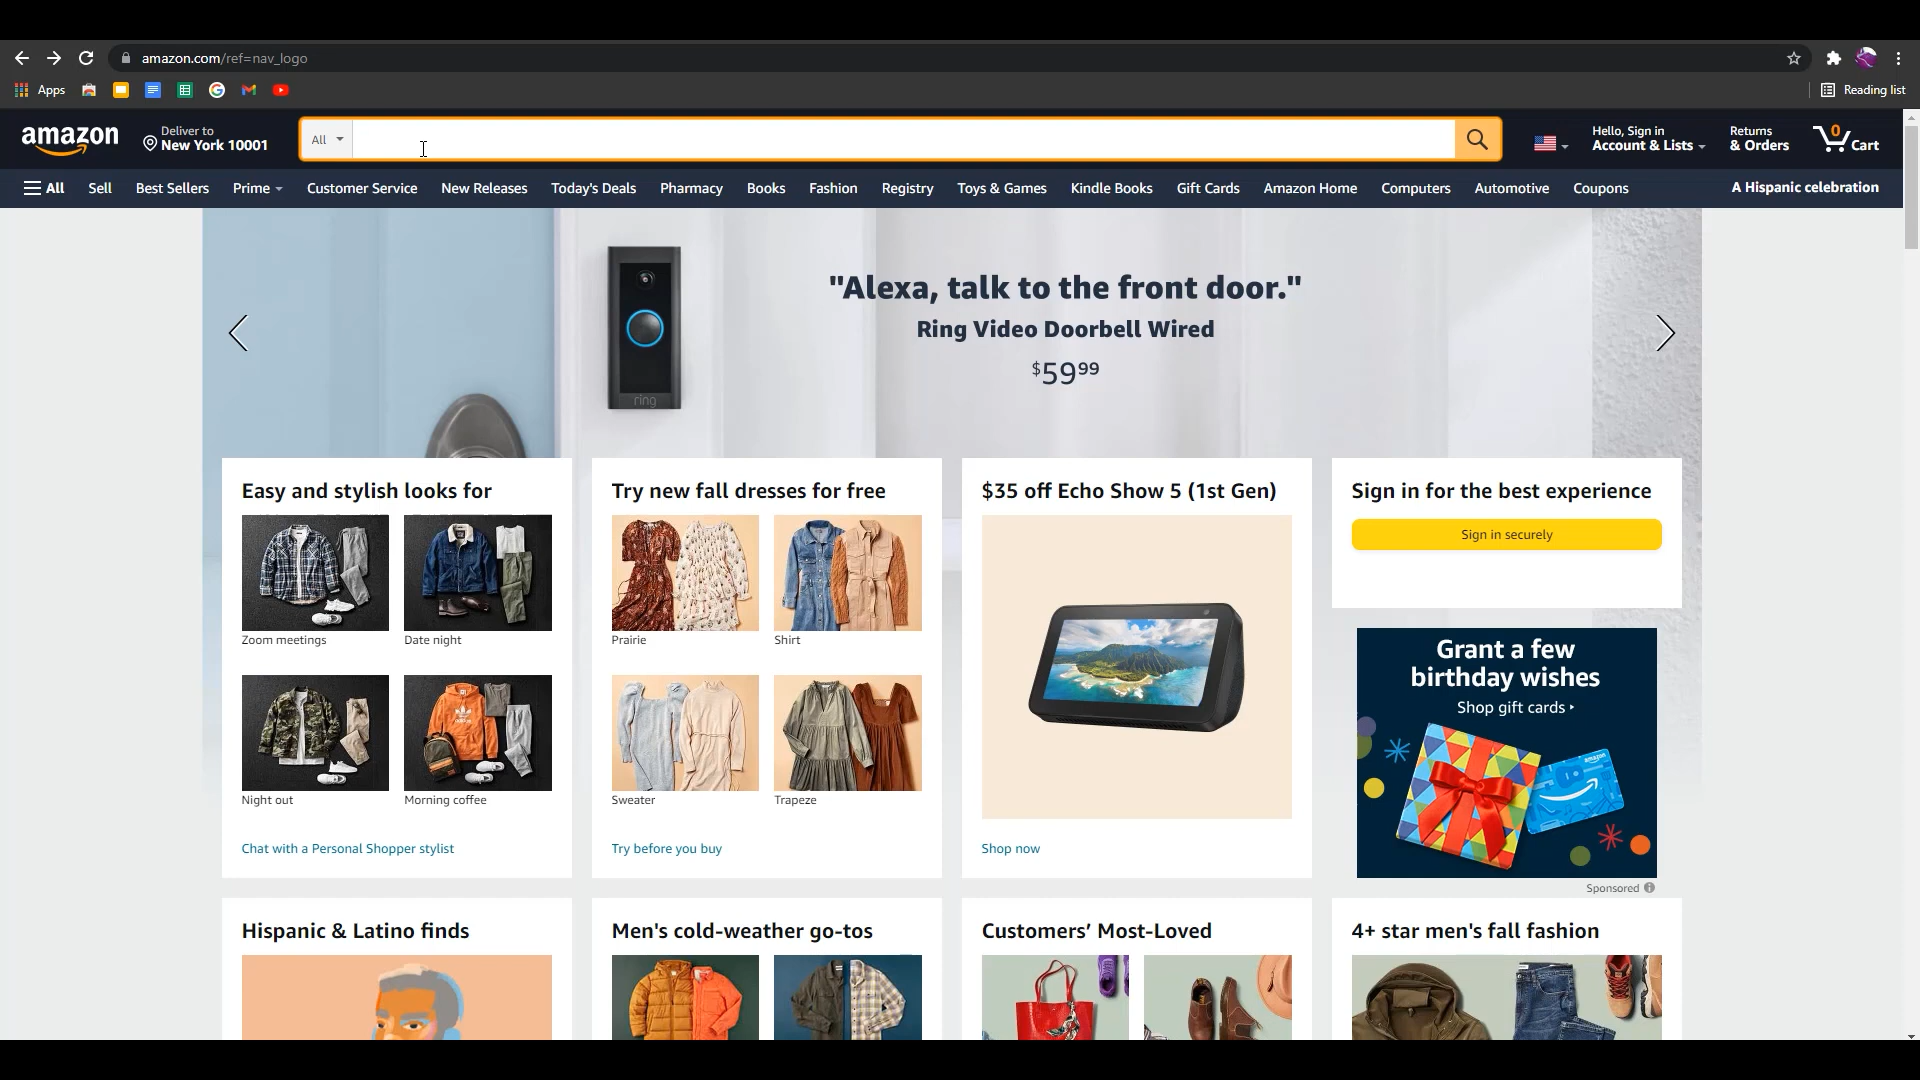 amazon.com/ref=nav_logo
Apps
Reading list
amazon
Deliver to
New York 10001
All
Hello, Sign in
Account & Lists
Returns
& Orders
0
Cart
All
Sell
Best Sellers
Prime
Customer Service
New Releases
Today's Deals
Pharmacy
Books
Fashion
Registry
Toys & Games
Kindle Books
Gift Cards
Amazon Home
Computers
Automotive
Coupons
A Hispanic celebration
"Alexa, talk to the front door."
Ring Video Doorbell Wired
$59.99
ring
Easy and stylish looks for
Zoom meetings
Date night
Night out
Morning coffee
Chat with a Personal Shopper stylist
Try new fall dresses for free
Prairie
Shirt
Sweater
Trapeze
Try before you buy
$35 off Echo Show 5 (1st Gen)
Shop now
Sign in for the best experience
Sign in securely
Grant a few
birthday wishes
Shop gift cards
amazon
Sponsored
Hispanic & Latino finds
Men's cold-weather go-tos
Customers’ Most-Loved
4+ star men's fall fashion